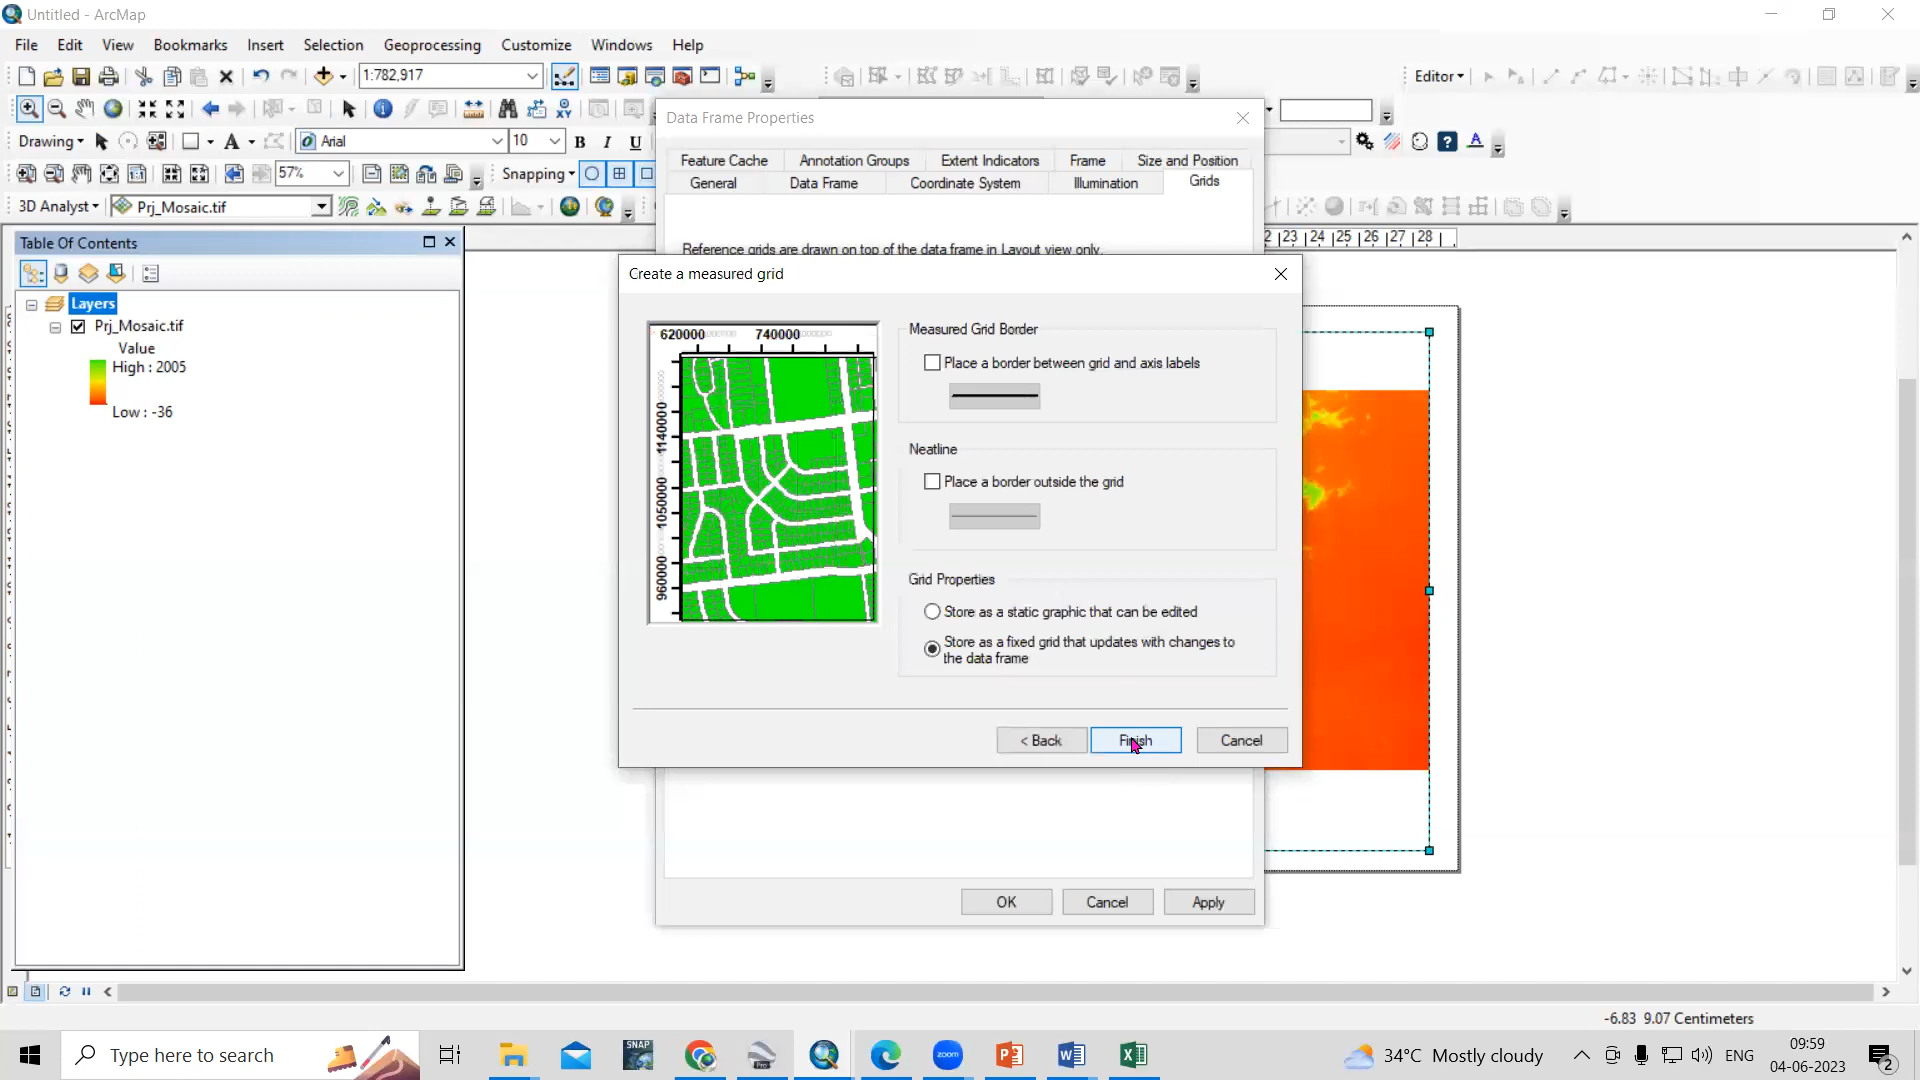 Untitled - ArcMap
File Edit View Bookmarks Insert Selection Geoprocessing Customize Windows Help
1:782,917
Editor
Drawing A Arial 10 B I U
57% Snapping
3D Analyst Prj_Mosaic.tif
Data Frame Properties
Feature Cache Annotation Groups Extent Indicators Frame Size and Position
General Data Frame Coordinate System Illumination Grids
Reference grids are drawn on top of the data frame in Layout view only.
2 |23 |24 |25 |26 |27 |28 |
Table Of Contents
Layers
Prj_Mosaic.tif
Value
High : 2005
Low : -36
Create a measured grid
620000 740000
1140000
1050000
960000
Measured Grid Border
Place a border between grid and axis labels
Neatline
Place a border outside the grid
Grid Properties
Store as a static graphic that can be edited
Store as a fixed grid that updates with changes to
the data frame
< Back Finish Cancel
OK Cancel Apply
-6.83 9.07 Centimeters
Type here to search
SNAP
Pro
zoom
34°C Mostly cloudy
ENG
09:59
04-06-2023
2